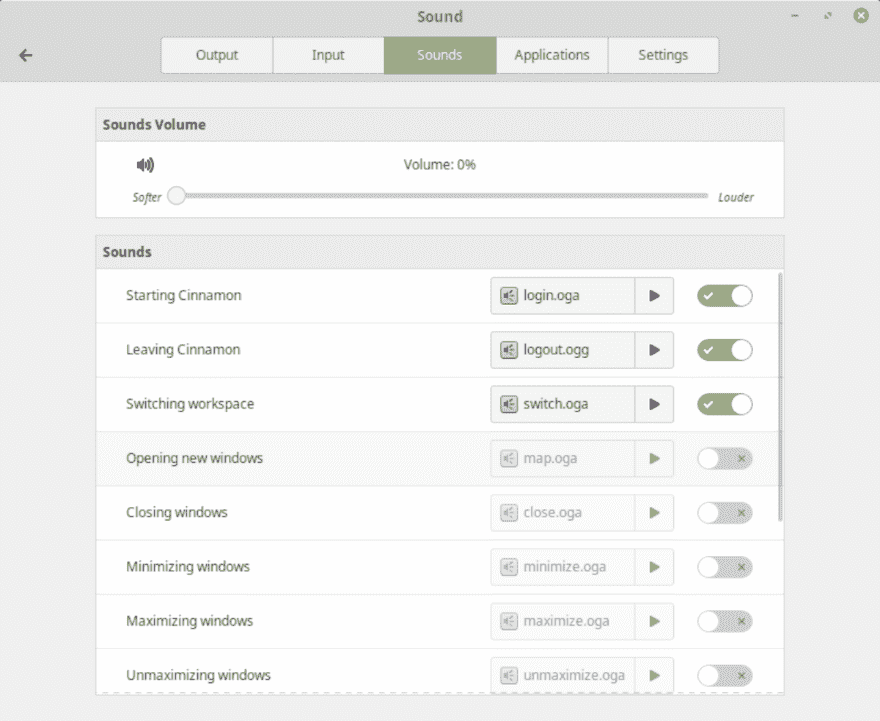 Sound
Output Input Sounds Applications Settings
Sounds Volume
Volume: 0%
Softer Louder
Sounds
Starting Cinnamon login.oga
Leaving Cinnamon logout.ogg
Switching workspace switch.oga
Opening new windows map.oga
Closing windows close.oga
Minimizing windows minimize.oga
Maximizing windows maximize.oga
Unmaximizing windows unmaximize.oga